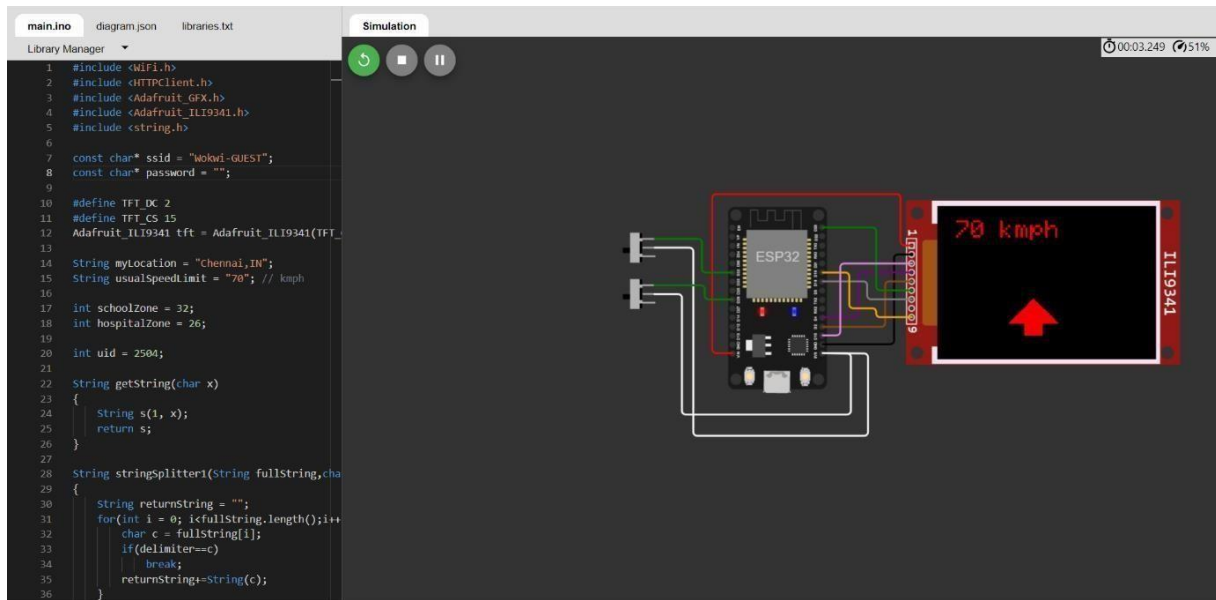 main.ino diagram.json libraries.txt Simulation
Library Manager
00:03.249 51%
1 #include <WiFi.h>
2 #include <HTTPClient.h>
3 #include <Adafruit_GFX.h>
4 #include <Adafruit_ILI9341.h>
5 #include <string.h>
6
7 const char* ssid = "Wokwi-GUEST";
8 const char* password = "";
9
10 #define TFT_DC 2
11 #define TFT_CS 15
12 Adafruit_ILI9341 tft = Adafruit_ILI9341(TFT_
13
14 String myLocation = "Chennai,IN";
15 String usualSpeedLimit = "70"; // kmph
16
17 int schoolZone = 32;
18 int hospitalZone = 26;
19
20 int uid = 2504;
21
22 String getString(char x)
23 {
24 String s(1, x);
25 return s;
26 }
27
28 String stringSplitter1(String fullString,cha
29 {
30 String returnString = "";
31 for(int i = 0; i<fullString.length();i++
32 char c = fullString[i];
33 if(delimiter==c)
34 break;
35 returnString+=String(c);
36 }
ESP32
1
9
70 kmph
ILI9341